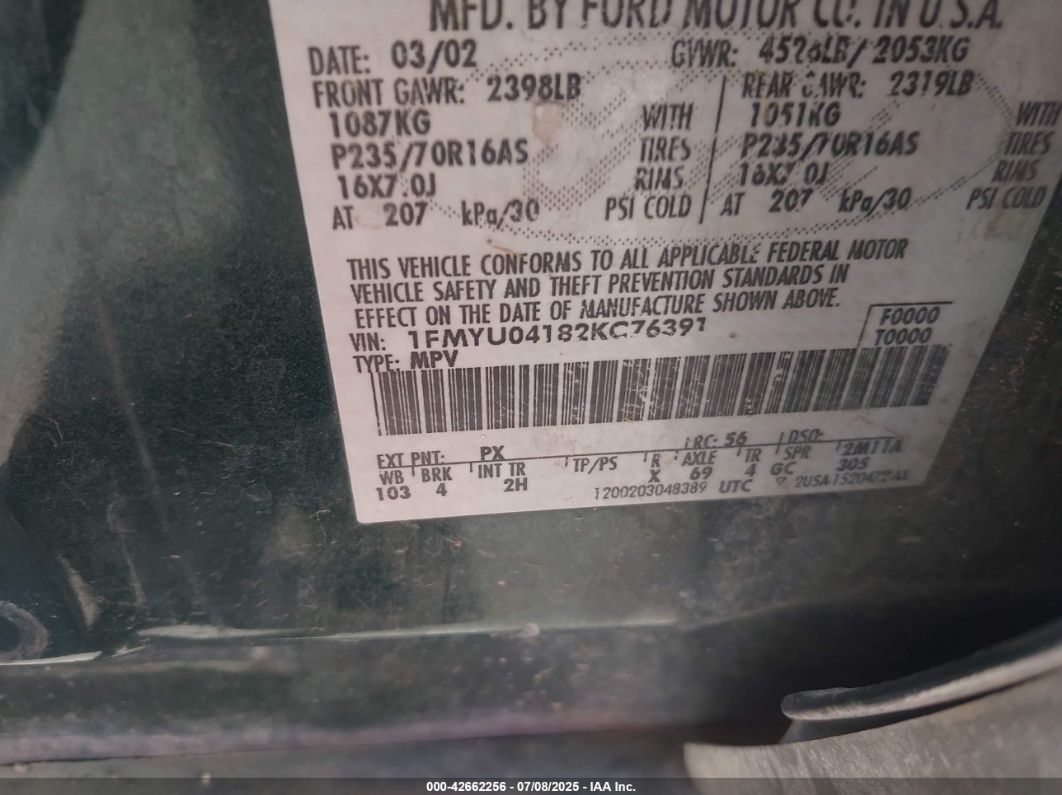 MFD. BY FORD MOTOR CO. IN U.S.A.
DATE: 03/02 GVWR: 4526LB/ 2053KG
FRONT GAWR: 2398LB REAR GAWR: 2319LB
1087KG WITH 1051KG WITH
P235/70R16AS TIRES P235/70R16AS TIRES
16X7.0J RIMS 16X7.0J RIMS
AT 207 kPa/30 PSI COLD AT 207 kPa/30 PSI COLD
THIS VEHICLE CONFORMS TO ALL APPLICABLE FEDERAL MOTOR
VEHICLE SAFETY AND THEFT PREVENTION STANDARDS IN
EFFECT ON THE DATE OF MANUFACTURE SHOWN ABOVE.
VIN: 1FMYU04182KC76391 F0000
TYPE: MPV T0000
EXT PNT: PX RC: 56 DSO:
WB BRK INT TR TP/PS R AXLE TR SPR 2M11A
103 4 2H X 69 4 GC 305
1200203048389 UTC
000-42662256 - 07/08/2025 - IAA Inc.